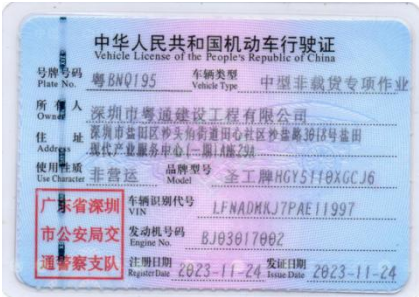 中华人民共和国机动车行驶证
Vehicle License of the People's Republic of China
号牌号码 粤BNQ195 车辆类型 中型非载货专项作业
Plate No. Vehicle Type
所有人 深圳市粤通建设工程有限公司
Owner
住址 深圳市盐田区沙头角街道田心社区沙盐路3018号盐田
Address 现代产业服务中心(一期)A座29A
使用性质 非营运 品牌型号 圣工牌HGY5110XGCJ6
Use Character Model
广东省深圳
市公安局交
通警察支队
车辆识别代号 LFNADMKJ7PAE11997
VIN
发动机号码 BJ03017002
Engine No.
注册日期 2023-11-24 发证日期 2023-11-24
Register Date Issue Date